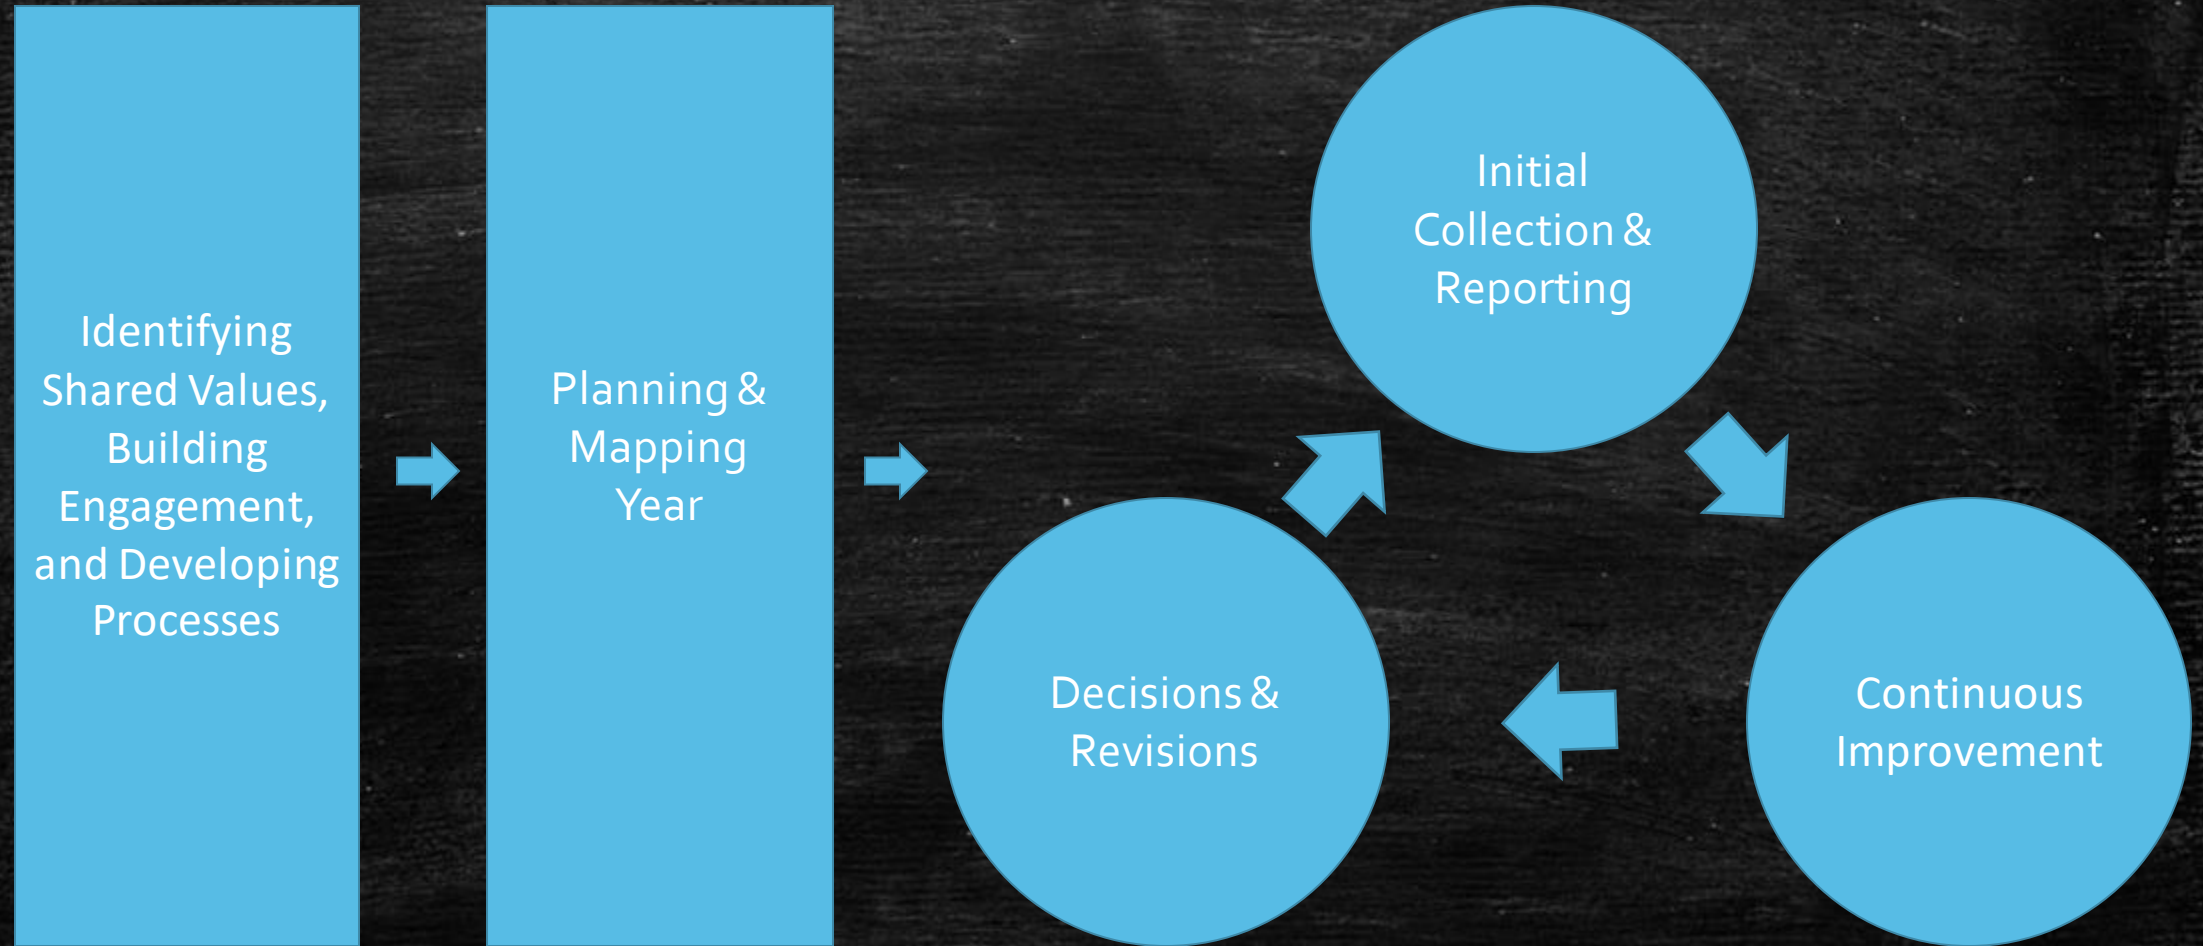 Identifying
Shared Values,
Building
Engagement,
and Developing
Processes
Planning &
Mapping
Year
Initial
Collection &
Reporting
Decisions &
Revisions
Continuous
Improvement